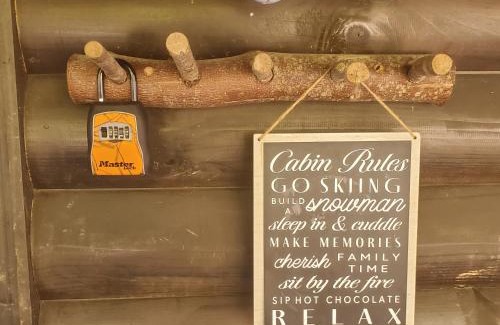 Master
Cabin Rules
GO SKIING
BUILD A snowman
sleep in & cuddle
MAKE MEMORIES
cherish FAMILY TIME
sit by the fire
SIP HOT CHOCOLATE
RELAX